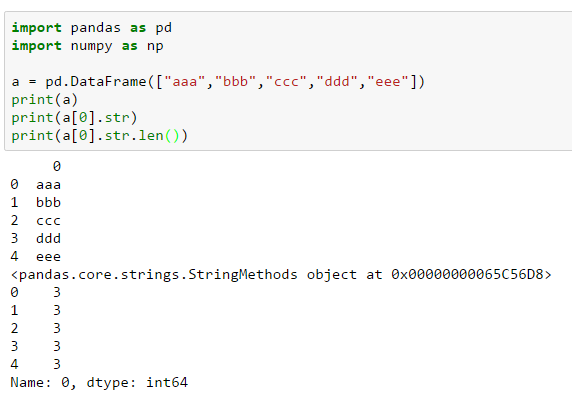 import pandas as pd
import numpy as np
a = pd.DataFrame(["aaa","bbb","ccc","ddd","eee"])
print(a)
print(a[0].str)
print(a[0].str.len())
     0
0  aaa
1  bbb
2  ccc
3  ddd
4  eee
<pandas.core.strings.StringMethods object at 0x00000000065C56D8>
0    3
1    3
2    3
3    3
4    3
Name: 0, dtype: int64